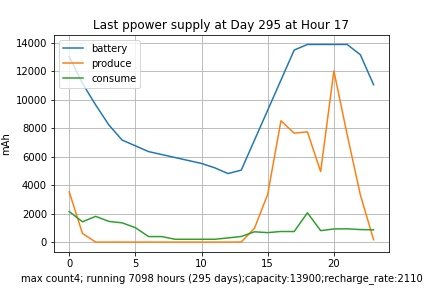 Last ppower supply at Day 295 at Hour 17
battery
produce
consume
mAh
14000
12000
10000
8000
6000
4000
2000
0
0 5 10 15 20
max count4; running 7098 hours (295 days);capacity:13900;recharge_rate:2110